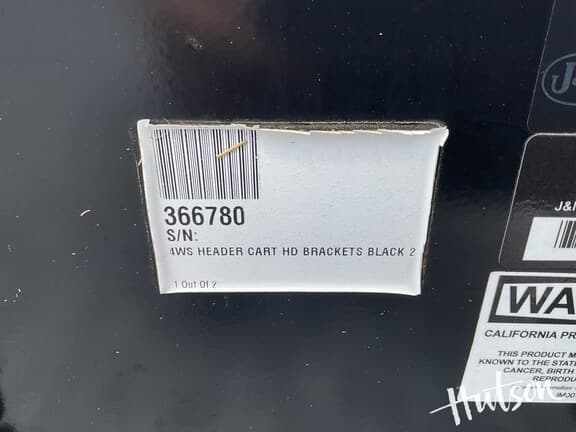 366780
S/N:
4WS HEADER CART HD BRACKETS BLACK 2
1 Out Of 2
J&
WA
CALIFORNIA PR
THIS PRODUCT M
KNOWN TO THE STAT
CANCER, BIRTH
REPRODU
Hutson